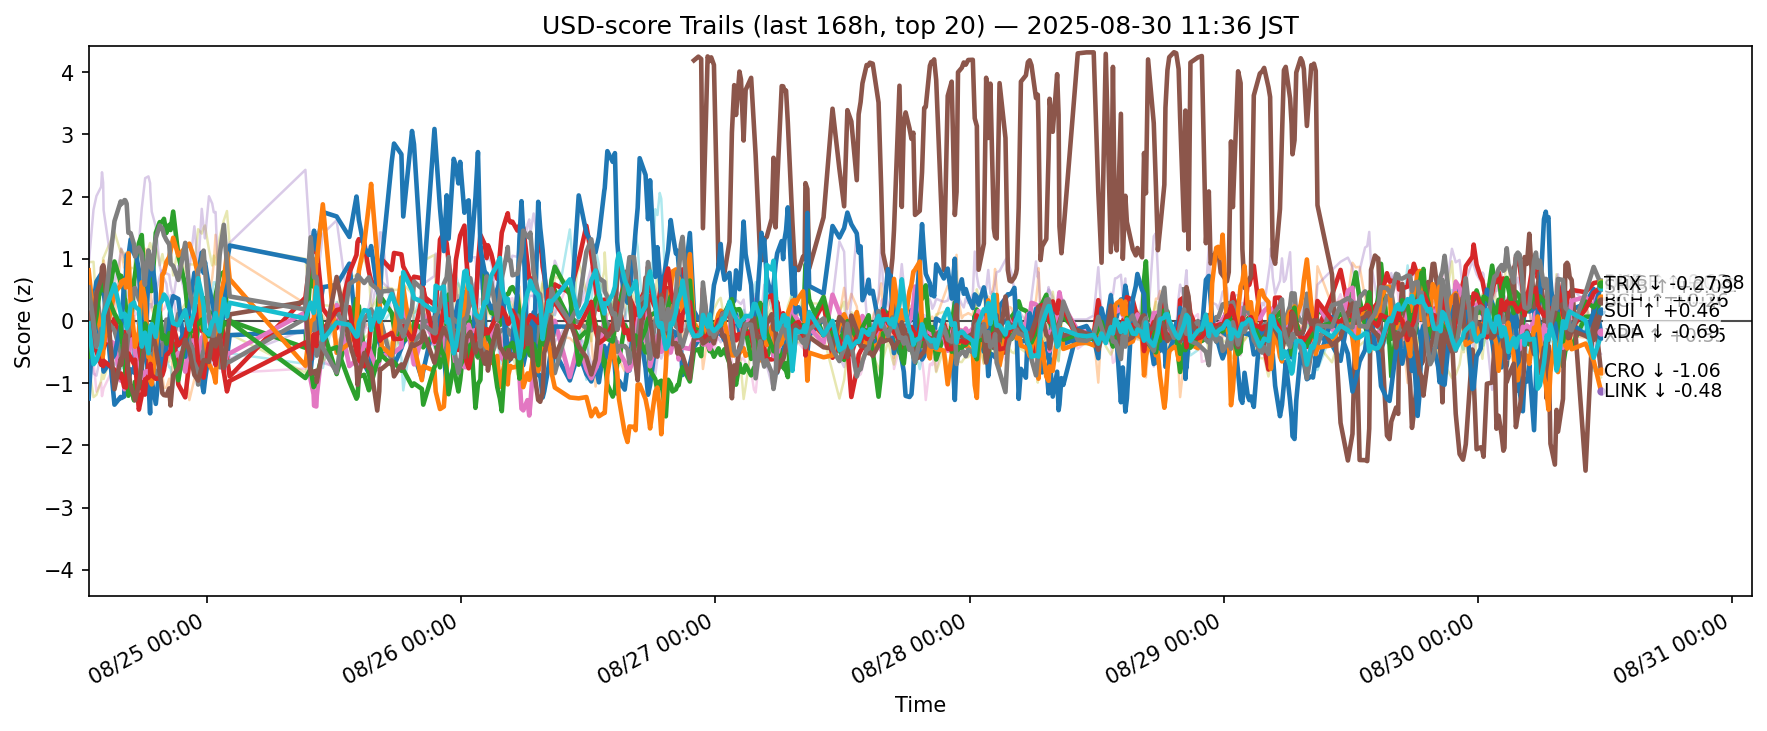 USD-score Trails (last 168h, top 20) — 2025-08-30 11:36 JST
Score (z)
4
3
2
1
0
−1
−2
−3
−4
TRX ↓ -0.27
SUI ↑ +0.46
ADA ↓ -0.69
CRO ↓ -1.06
LINK ↓ -0.48
08/25 00:00
08/26 00:00
08/27 00:00
08/28 00:00
08/29 00:00
08/30 00:00
08/31 00:00
Time